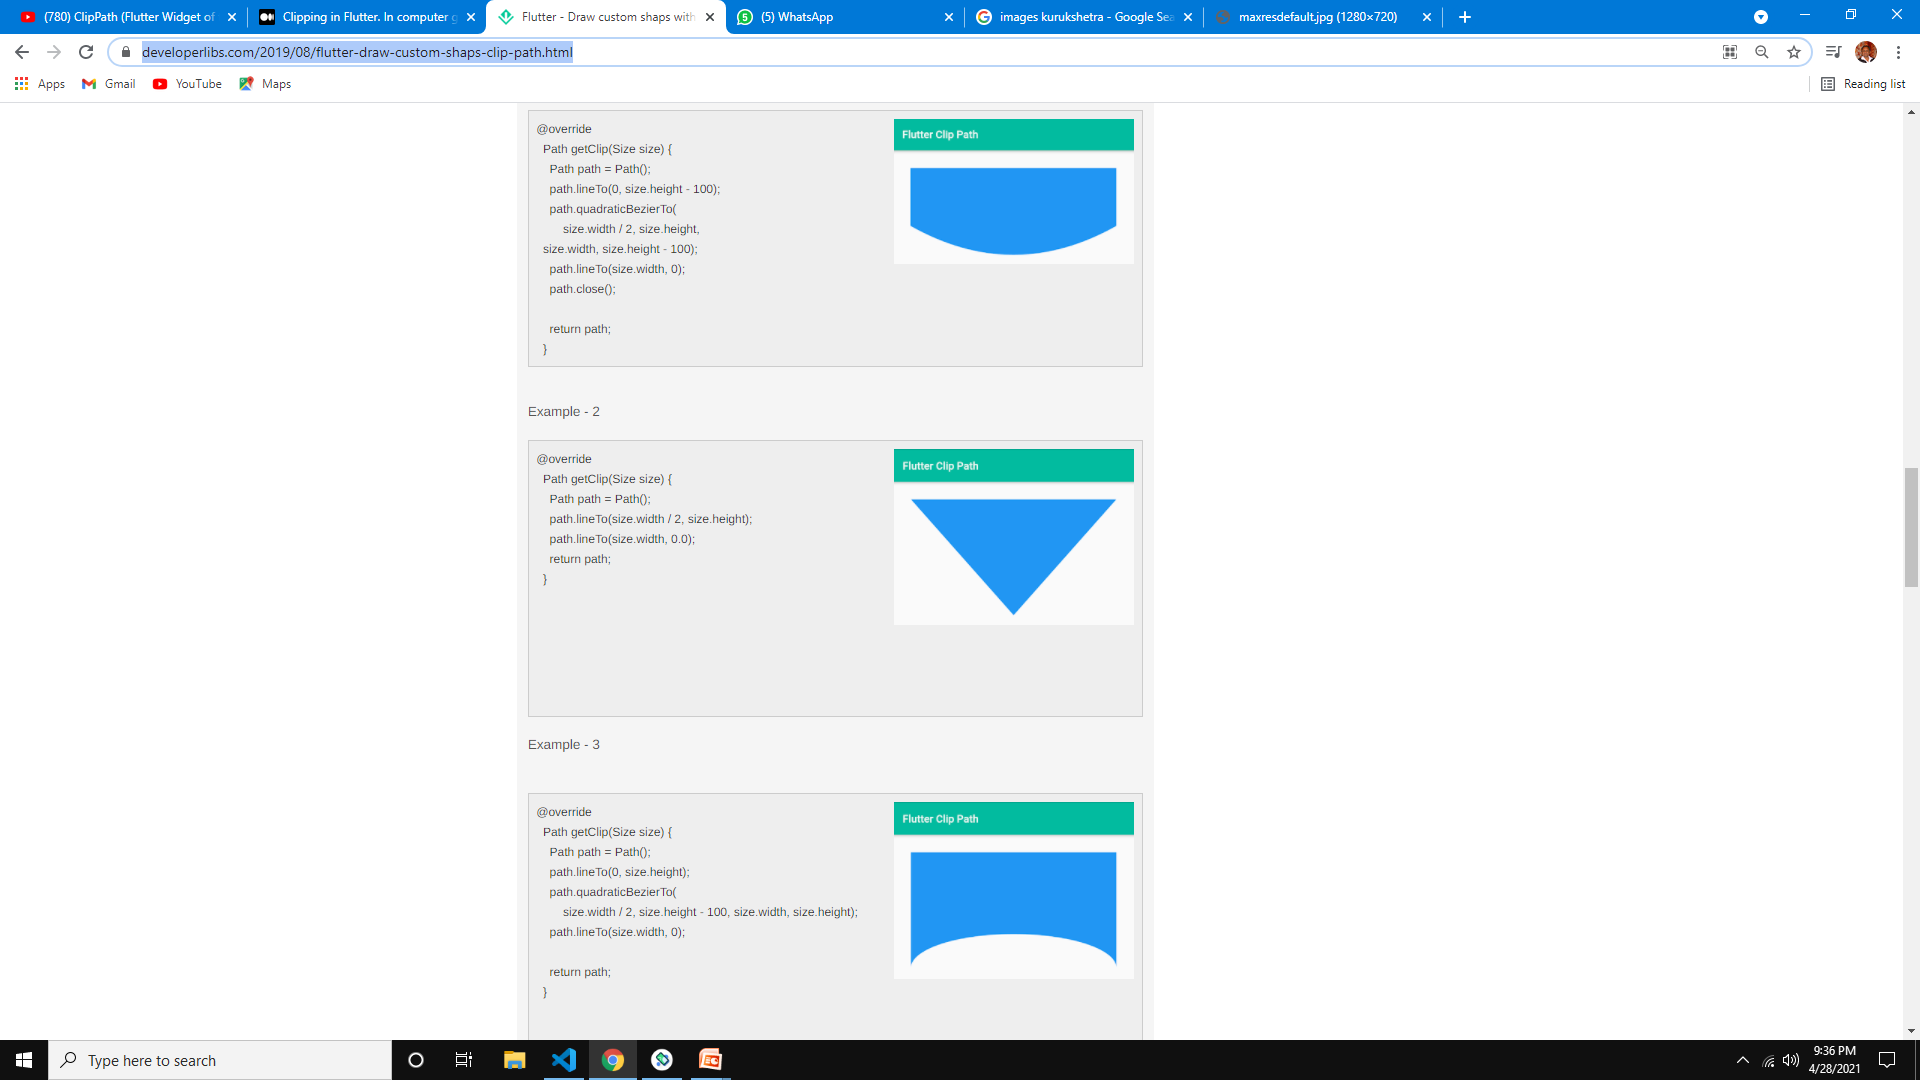 (780) ClipPath (Flutter Widget of
Clipping in Flutter. In computer g
Flutter - Draw custom shaps with
(5) WhatsApp
images kurukshetra - Google Sea
maxresdefault.jpg (1280×720)
developerlibs.com/2019/08/flutter-draw-custom-shaps-clip-path.html
Apps
Gmail
YouTube
Maps
Reading list
@override
Path getClip(Size size) {
Path path = Path();
path.lineTo(0, size.height - 100);
path.quadraticBezierTo(
size.width / 2, size.height,
size.width, size.height - 100);
path.lineTo(size.width, 0);
path.close();
return path;
}
Flutter Clip Path
Example - 2
@override
Path getClip(Size size) {
Path path = Path();
path.lineTo(size.width / 2, size.height);
path.lineTo(size.width, 0.0);
return path;
}
Flutter Clip Path
Example - 3
@override
Path getClip(Size size) {
Path path = Path();
path.lineTo(0, size.height);
path.quadraticBezierTo(
size.width / 2, size.height - 100, size.width, size.height);
path.lineTo(size.width, 0);
return path;
}
Flutter Clip Path
Type here to search
9:36 PM
4/28/2021